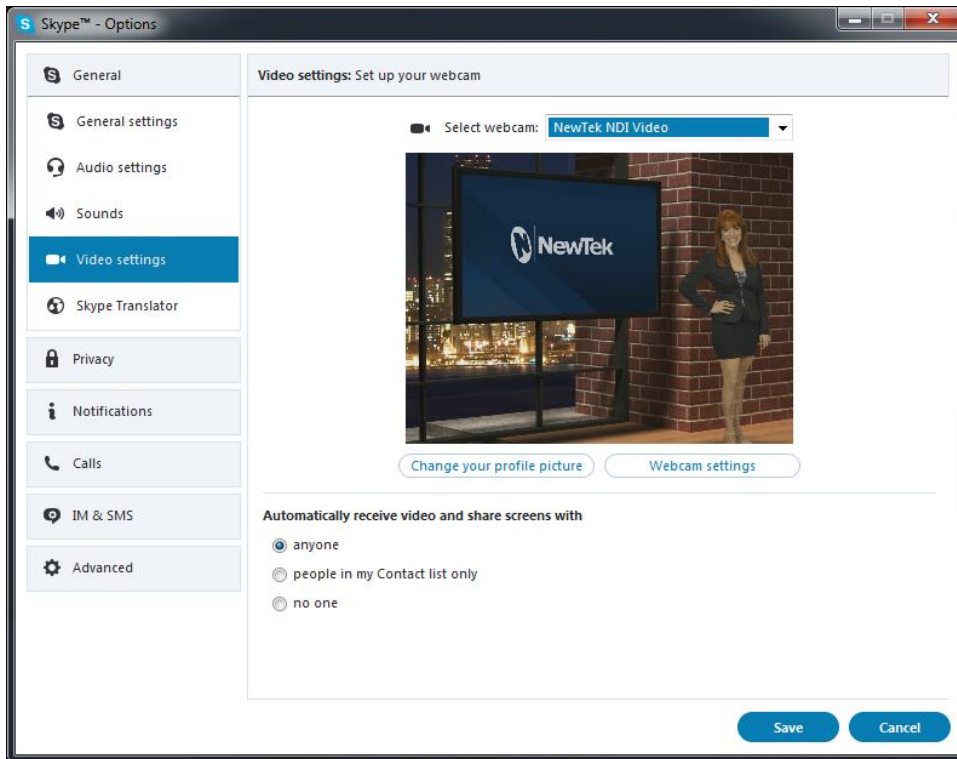 Skype™ - Options
General
General settings
Audio settings
Sounds
Video settings
Skype Translator
Privacy
Notifications
Calls
IM & SMS
Advanced
Video settings: Set up your webcam
Select webcam: NewTek NDI Video
NewTek
Change your profile picture Webcam settings
Automatically receive video and share screens with
anyone
people in my Contact list only
no one
Save Cancel